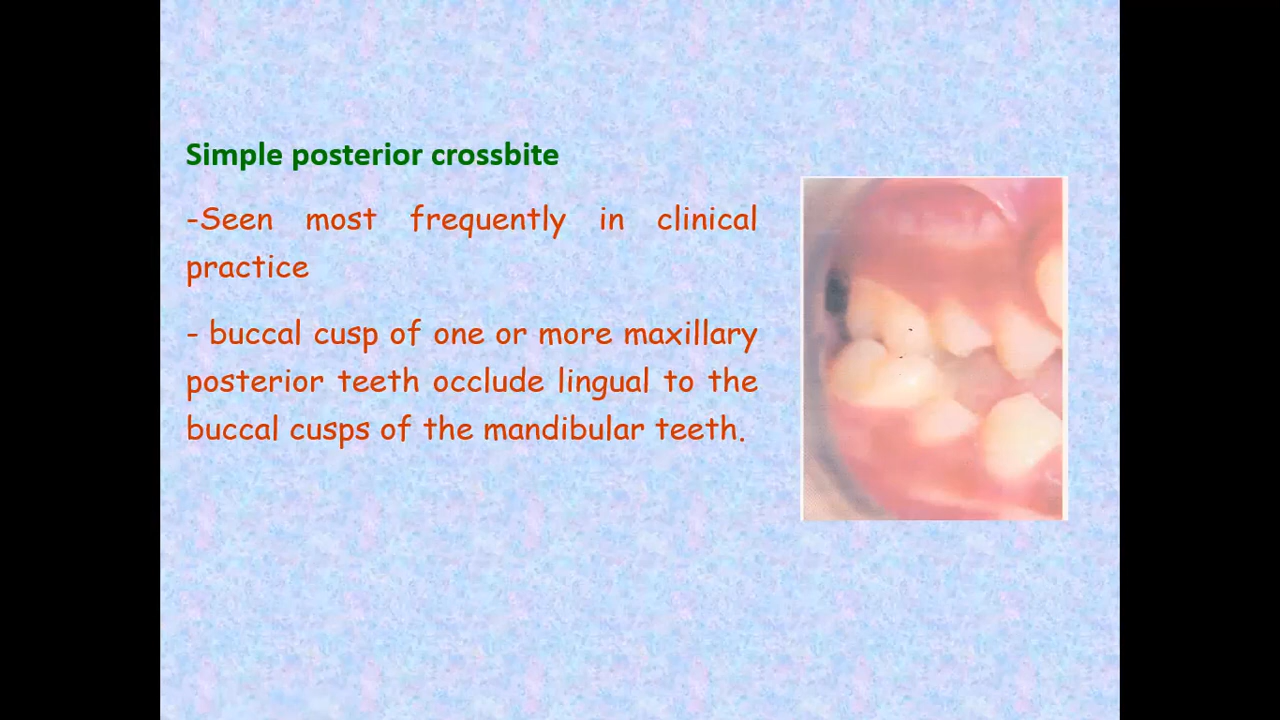 Simple posterior crossbite
-Seen most frequently in clinical
practice
- buccal cusp of one or more maxillary
posterior teeth occlude lingual to the
buccal cusps of the mandibular teeth.